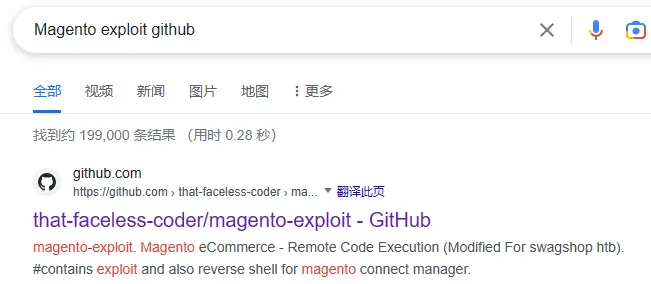 Magento exploit github
全部 视频 新闻 图片 地图 更多
找到约 199,000 条结果 （用时 0.28 秒）
github.com
https://github.com › that-faceless-coder › ma... 翻译此页
that-faceless-coder/magento-exploit - GitHub
magento-exploit. Magento eCommerce - Remote Code Execution (Modified For swagshop htb).
#contains exploit and also reverse shell for magento connect manager.